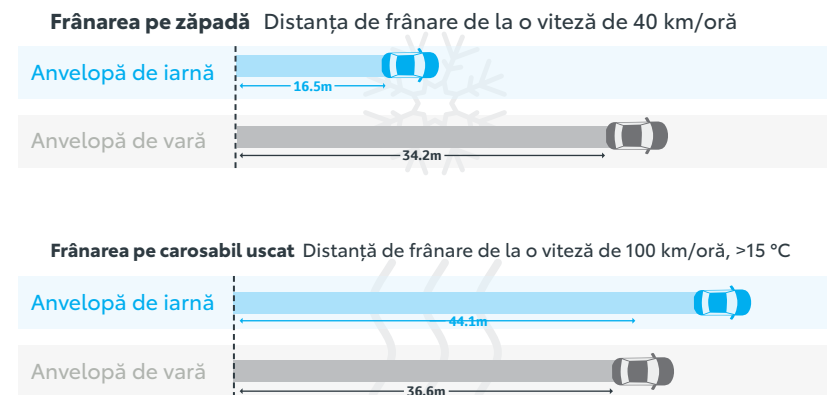 Frânarea pe zăpadă Distanța de frânare de la o viteză de 40 km/oră
Anvelopă de iarnă
16.5m
Anvelopă de vară
34.2m
Frânarea pe carosabil uscat Distanță de frânare de la o viteză de 100 km/oră, >15 °C
Anvelopă de iarnă
44.1m
Anvelopă de vară
36.6m